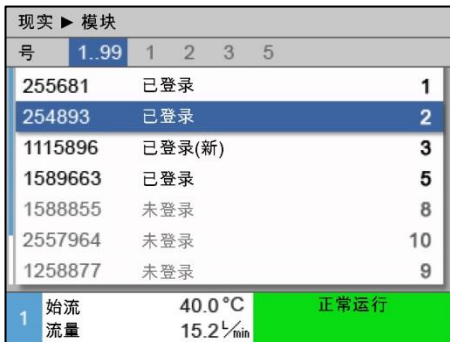 现实 ▶ 模块
号 1..99 1 2 3 5
255681 已登录 1
254893 已登录 2
1115896 已登录(新) 3
1589663 已登录 5
1588855 未登录 8
2557964 未登录 10
1258877 未登录 9
1 始流 40.0 °C 正常运行
流量 15.2 L/min